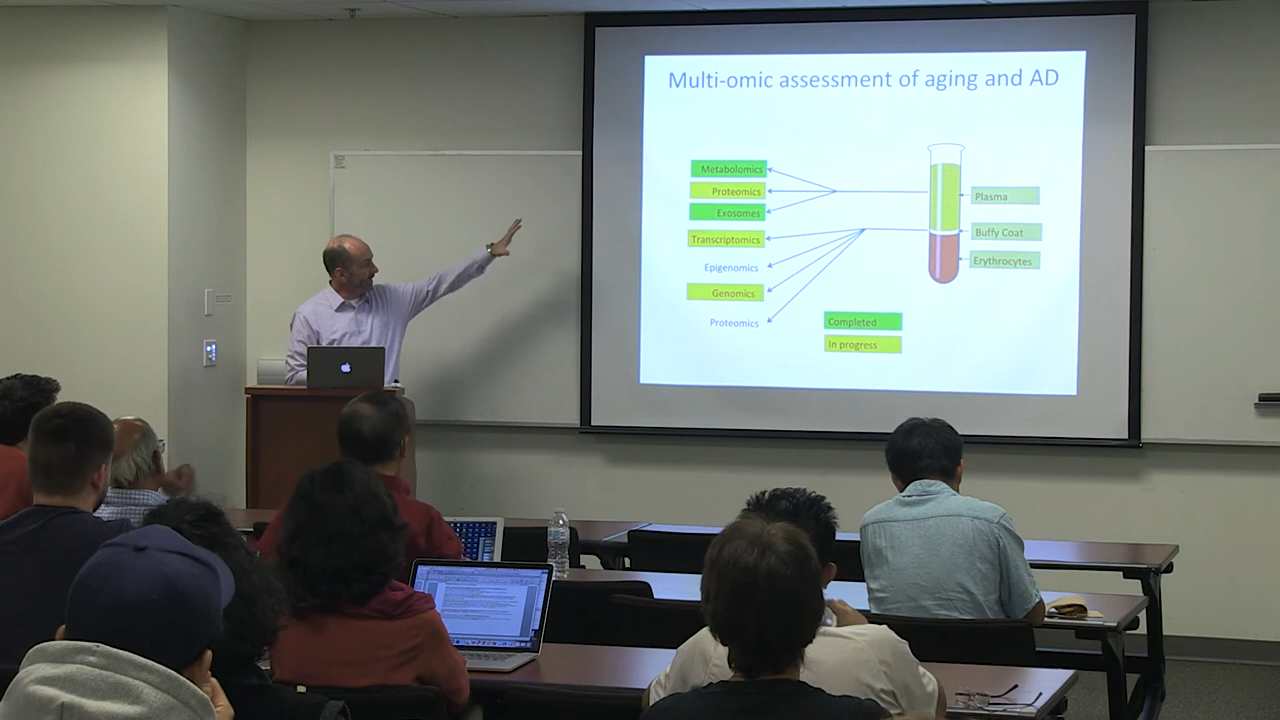 Multi-omic assessment of aging and AD
Metabolomics
Proteomics
Exosomes
Transcriptomics
Epigenomics
Genomics
Proteomics
Plasma
Buffy Coat
Erythrocytes
Completed
In progress